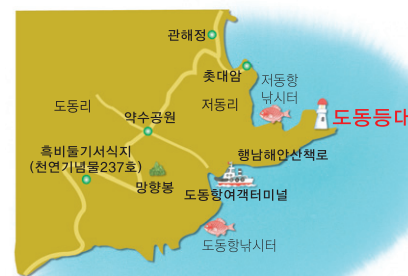 관해정
촛대암
저동항
낚시터
도동리
저동리
약수공원
도동등대
흑비둘기서식지
(천연기념물237호)
행남해안산책로
망향봉
도동항여객터미널
도동항낚시터